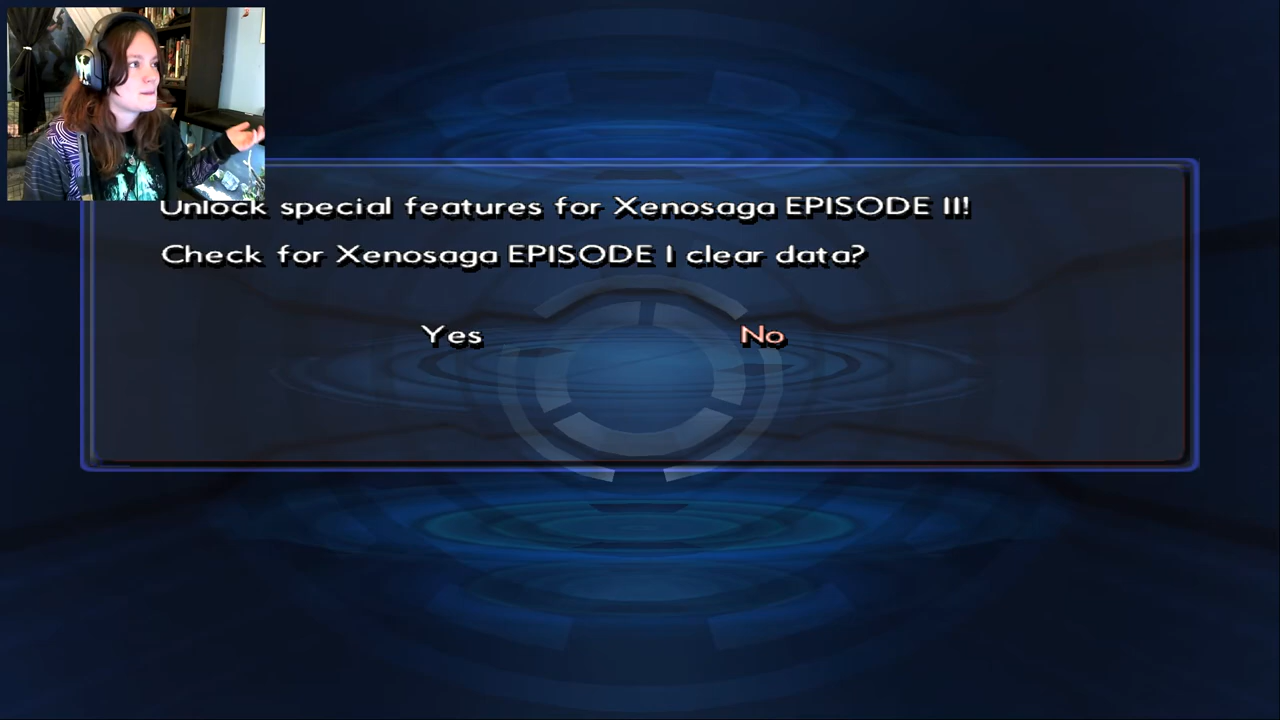 Unlock special features for Xenosaga EPISODE II!
Check for Xenosaga EPISODE I clear data?
Yes No